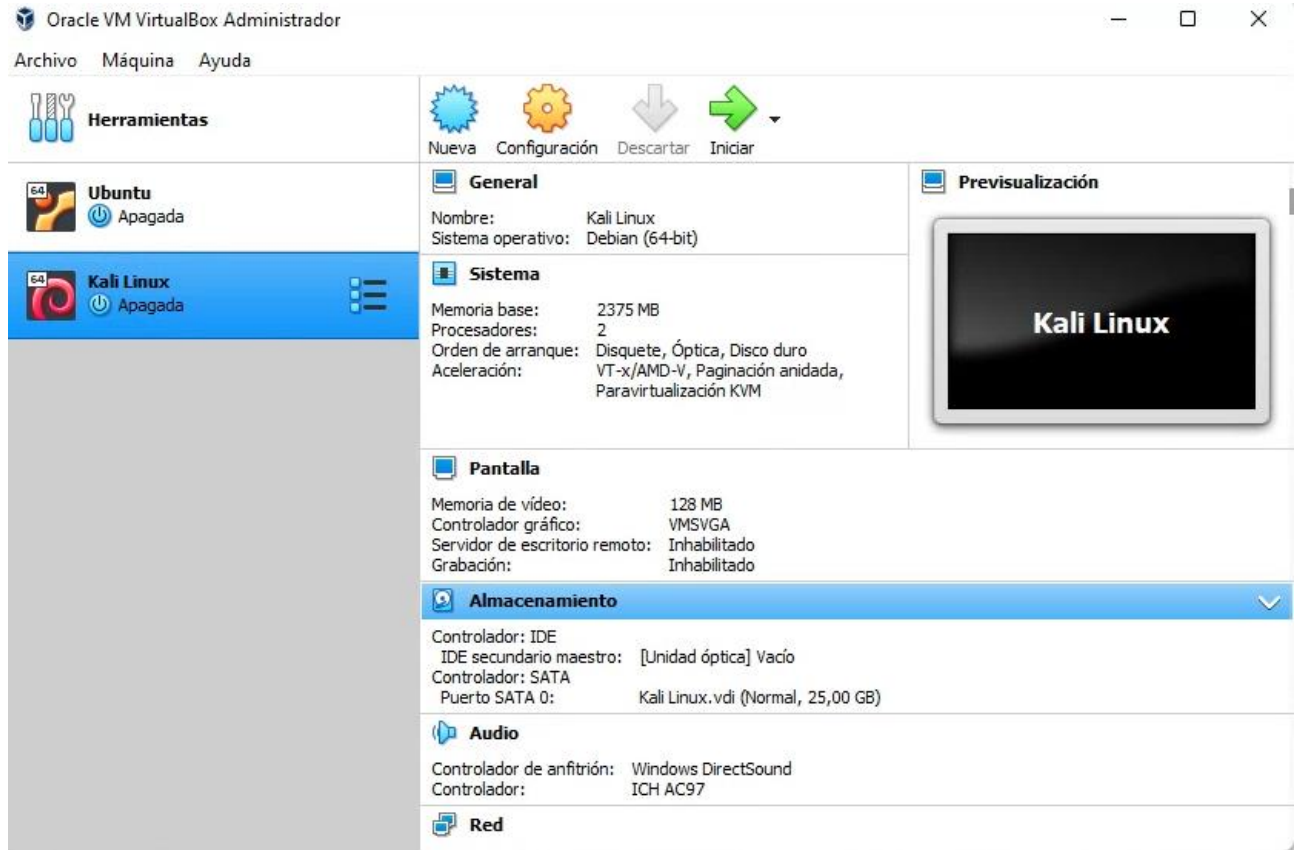 Oracle VM VirtualBox Administrador
Archivo Máquina Ayuda
Herramientas
Nueva Configuración Descartar Iniciar
64
Ubuntu
Apagada
64
Kali Linux
Apagada
General
Nombre: Kali Linux
Sistema operativo: Debian (64-bit)
Previsualización
Kali Linux
Sistema
Memoria base: 2375 MB
Procesadores: 2
Orden de arranque: Disquete, Óptica, Disco duro
Aceleración: VT-x/AMD-V, Paginación anidada,
Paravirtualización KVM
Pantalla
Memoria de vídeo: 128 MB
Controlador gráfico: VMSVGA
Servidor de escritorio remoto: Inhabilitado
Grabación: Inhabilitado
Almacenamiento
Controlador: IDE
IDE secundario maestro: [Unidad óptica] Vacío
Controlador: SATA
Puerto SATA 0: Kali Linux.vdi (Normal, 25,00 GB)
Audio
Controlador de anfitrión: Windows DirectSound
Controlador: ICH AC97
Red